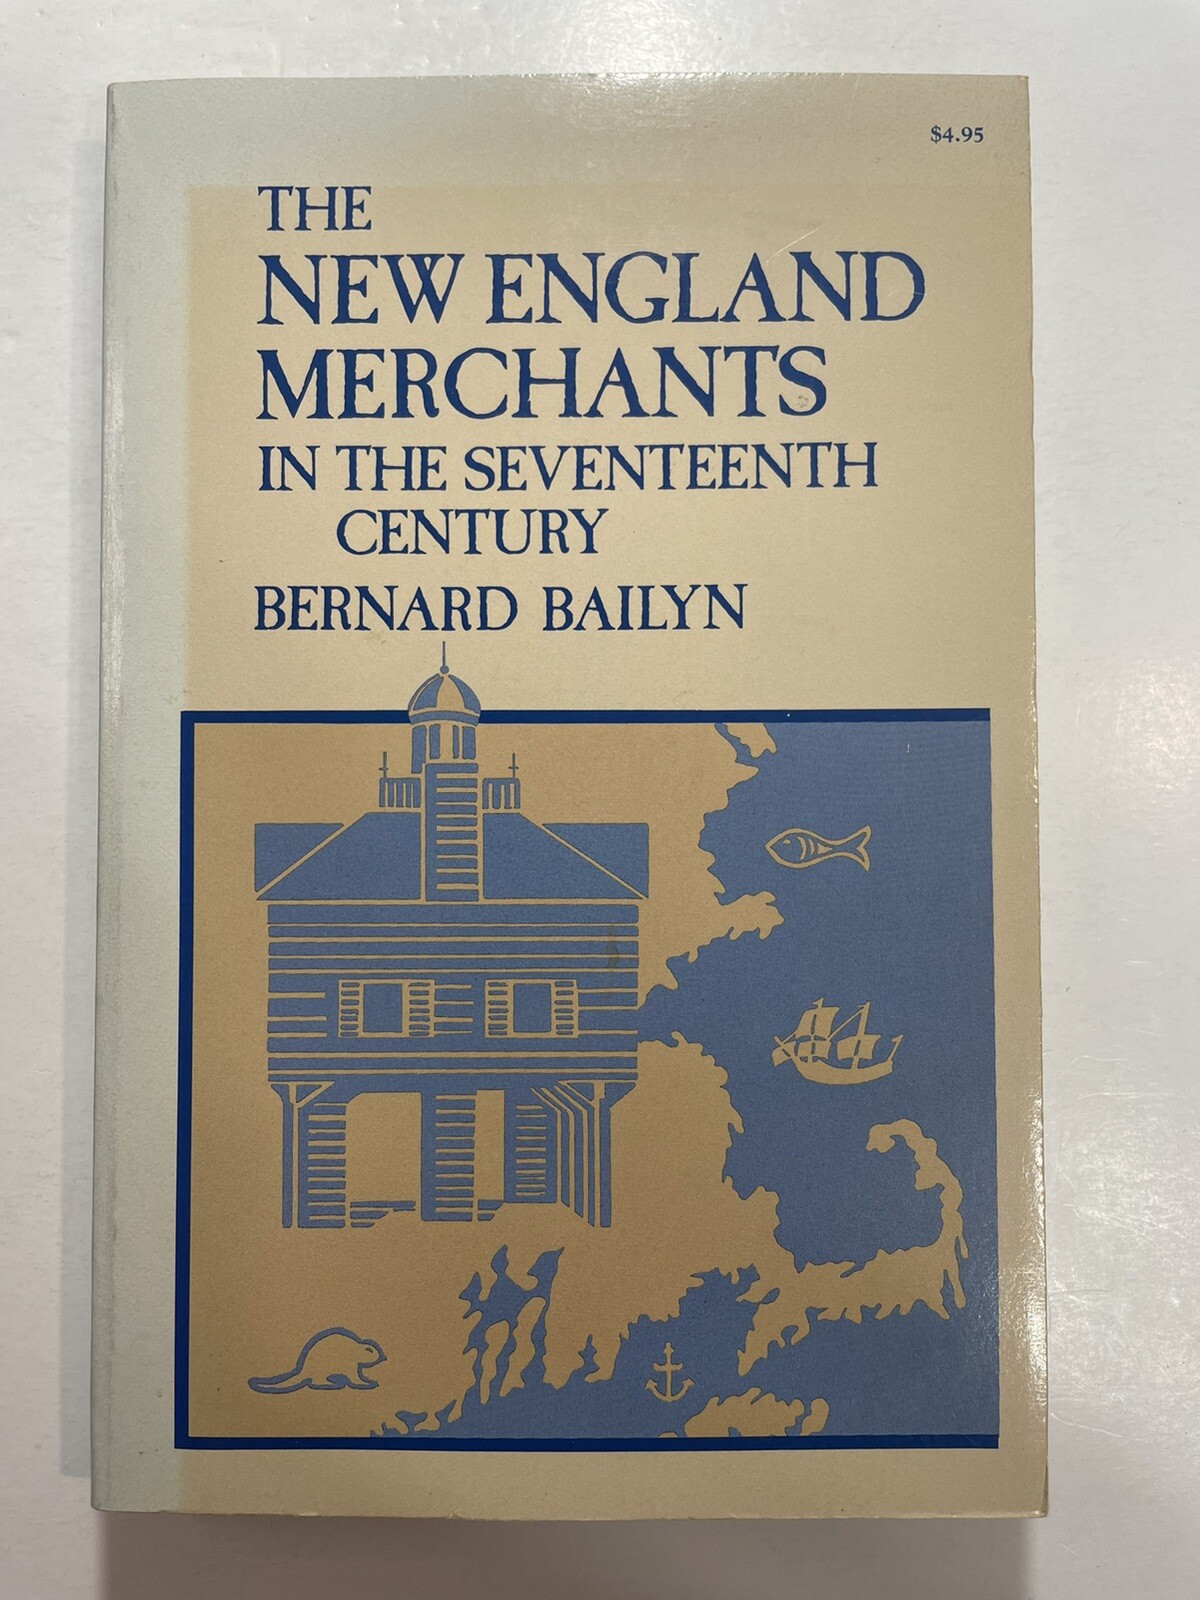 $4.95
THE
NEW ENGLAND
MERCHANTS
IN THE SEVENTEENTH
CENTURY
BERNARD BAILYN